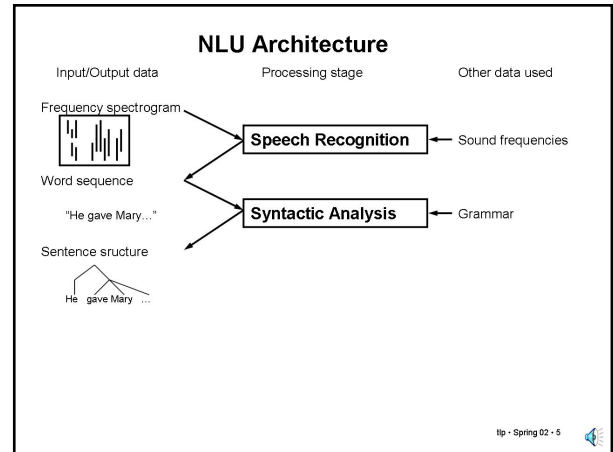 NLU Architecture
Input/Output data Processing stage Other data used
Frequency spectrogram
Speech Recognition Sound frequencies
Word sequence
"He gave Mary…" Syntactic Analysis Grammar
Sentence sructure
He gave Mary …
tlp • Spring 02 • 5